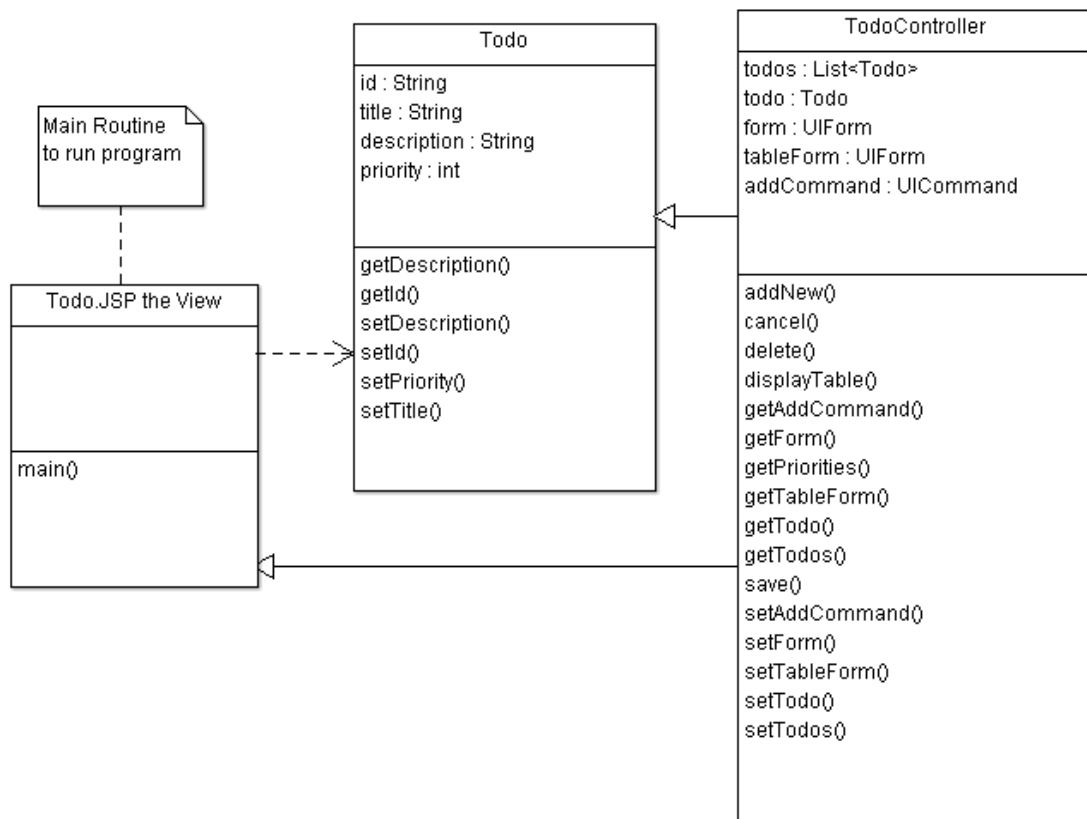 Main Routine
to run program
Todo.JSP the View
main()
Todo
id : String
title : String
description : String
priority : int
getDescription()
getId()
setDescription()
setId()
setPriority()
setTitle()
TodoController
todos : List<Todo>
todo : Todo
form : UIForm
tableForm : UIForm
addCommand : UICommand
addNew()
cancel()
delete()
displayTable()
getAddCommand()
getForm()
getPriorities()
getTableForm()
getTodo()
getTodos()
save()
setAddCommand()
setForm()
setTableForm()
setTodo()
setTodos()